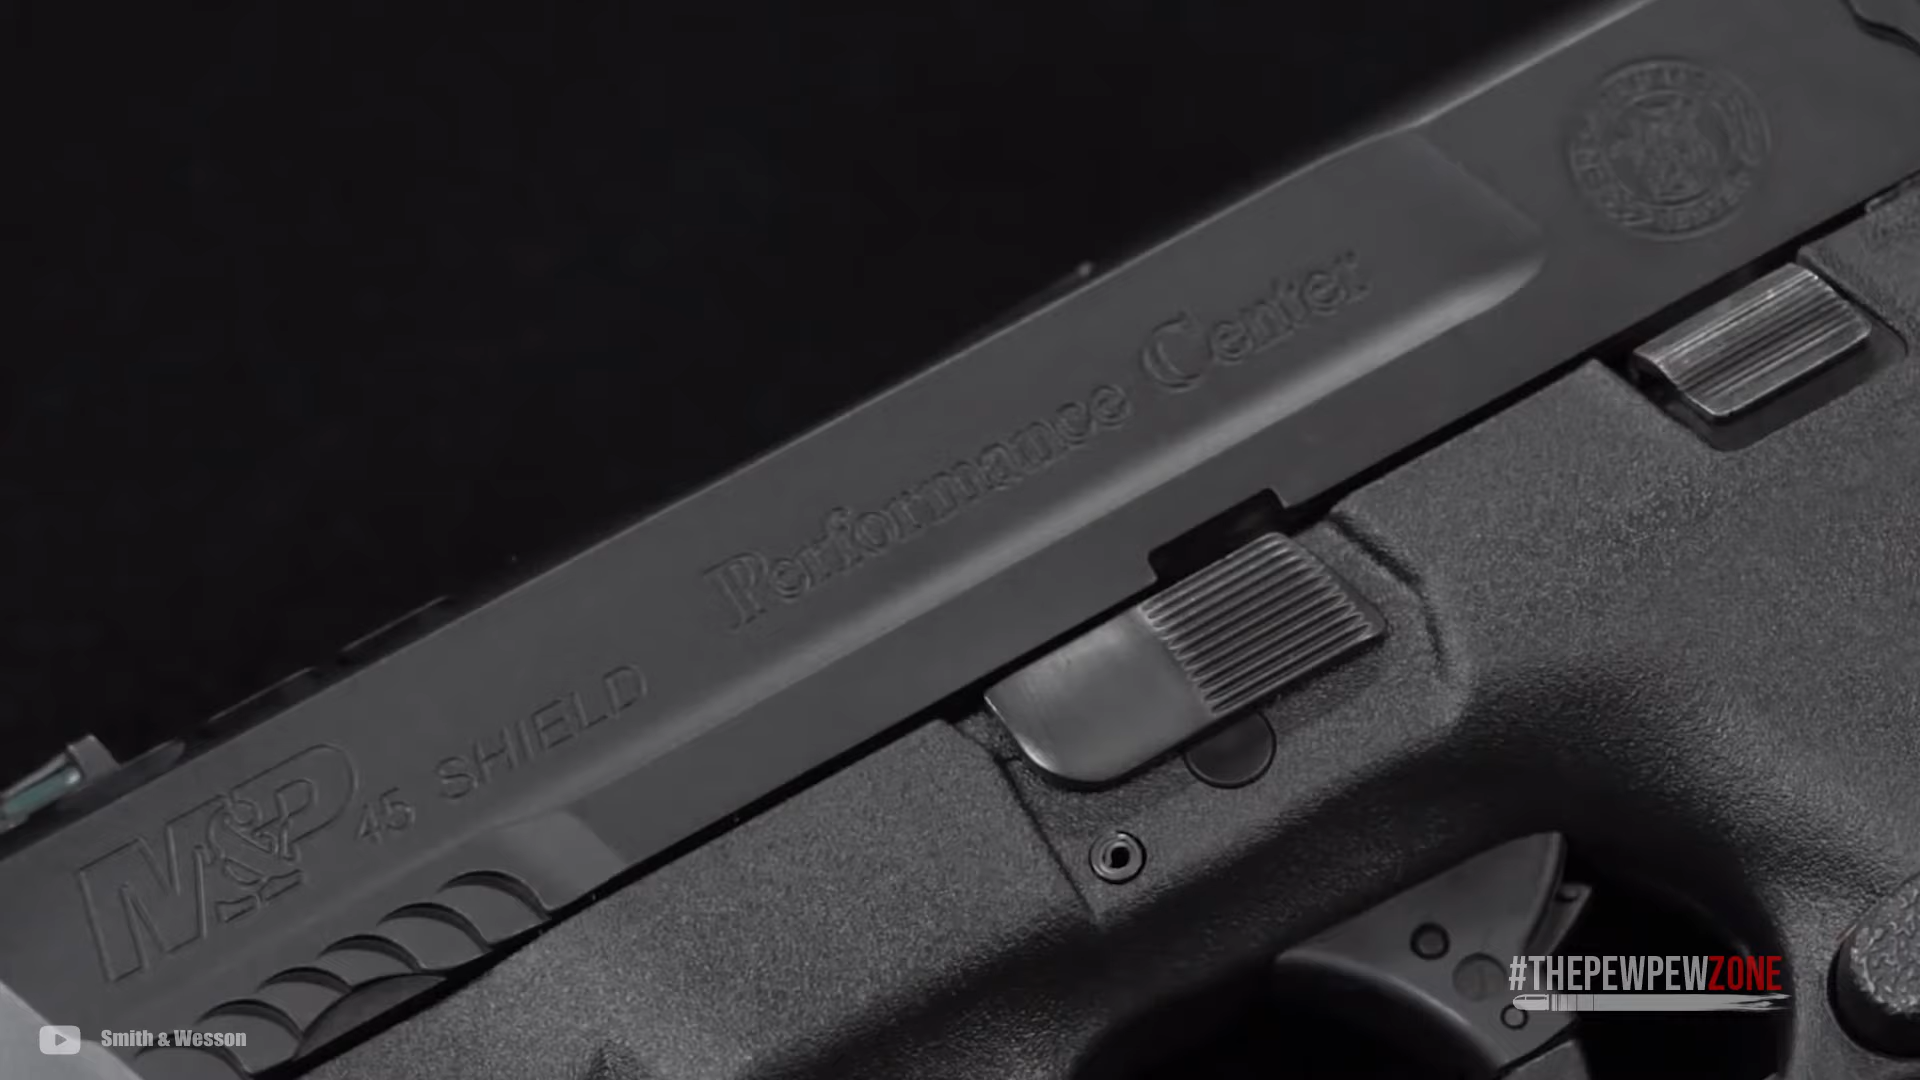 Performance Center
M&P 45 SHIELD
#THEPEWPEWZONE
Smith & Wesson